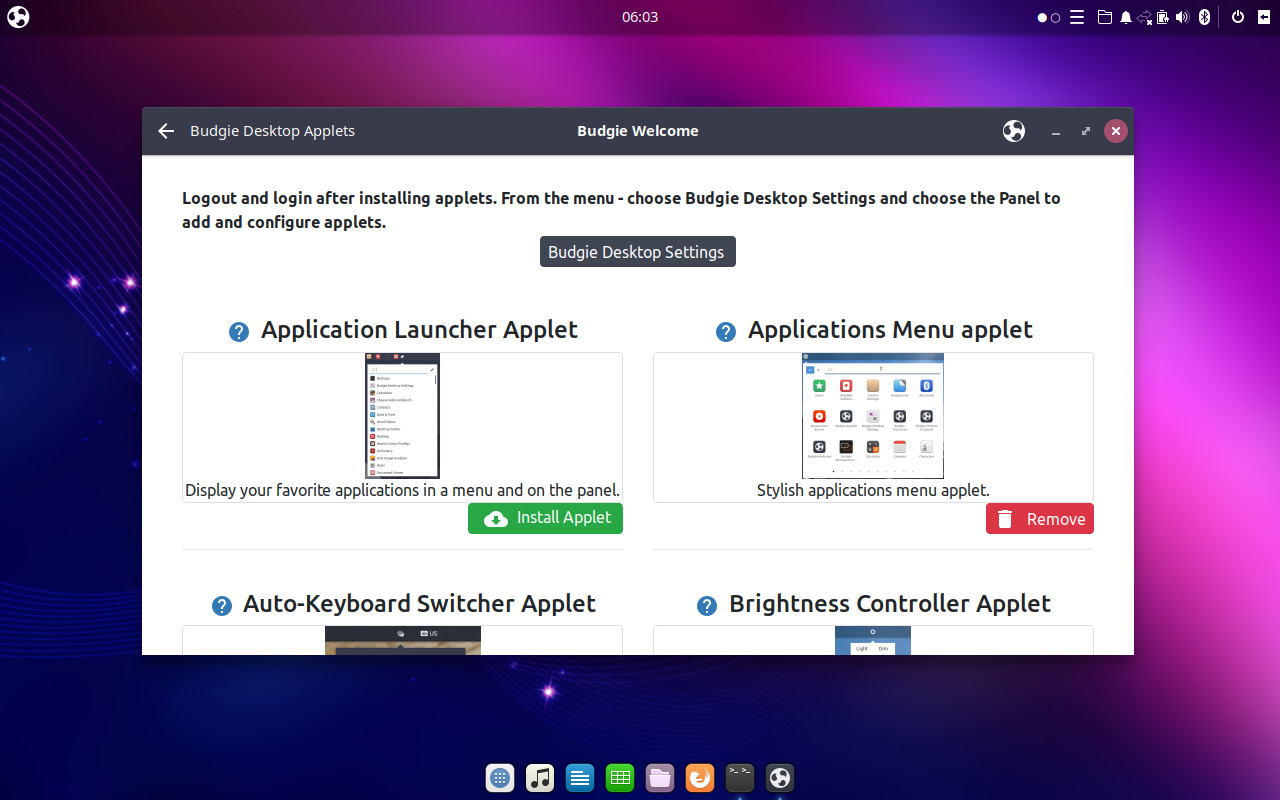 06:03
Budgie Desktop Applets
Budgie Welcome
Logout and login after installing applets. From the menu - choose Budgie Desktop Settings and choose the Panel to
add and configure applets.
Budgie Desktop Settings
? Application Launcher Applet
? Applications Menu applet
Display your favorite applications in a menu and on the panel.
Stylish applications menu applet.
Install Applet
Remove
? Auto-Keyboard Switcher Applet
? Brightness Controller Applet
US
Light Dim
>_ >_